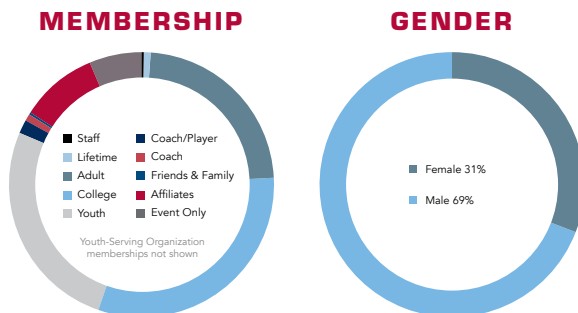 MEMBERSHIP
Staff
Lifetime
Adult
College
Youth
Coach/Player
Coach
Friends & Family
Affiliates
Event Only
Youth-Serving Organization
memberships not shown
GENDER
Female 31%
Male 69%